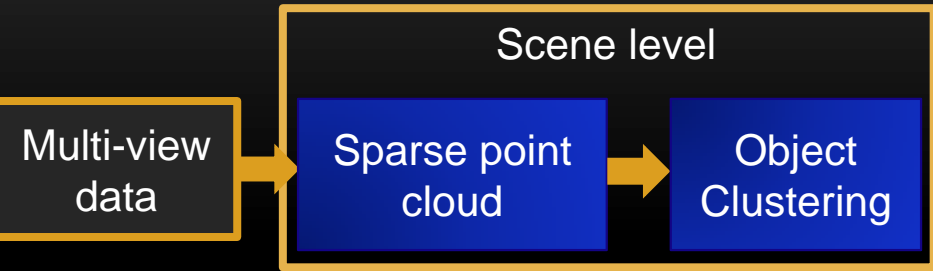 Scene level
Multi-view
data
Sparse point
cloud
Object
Clustering